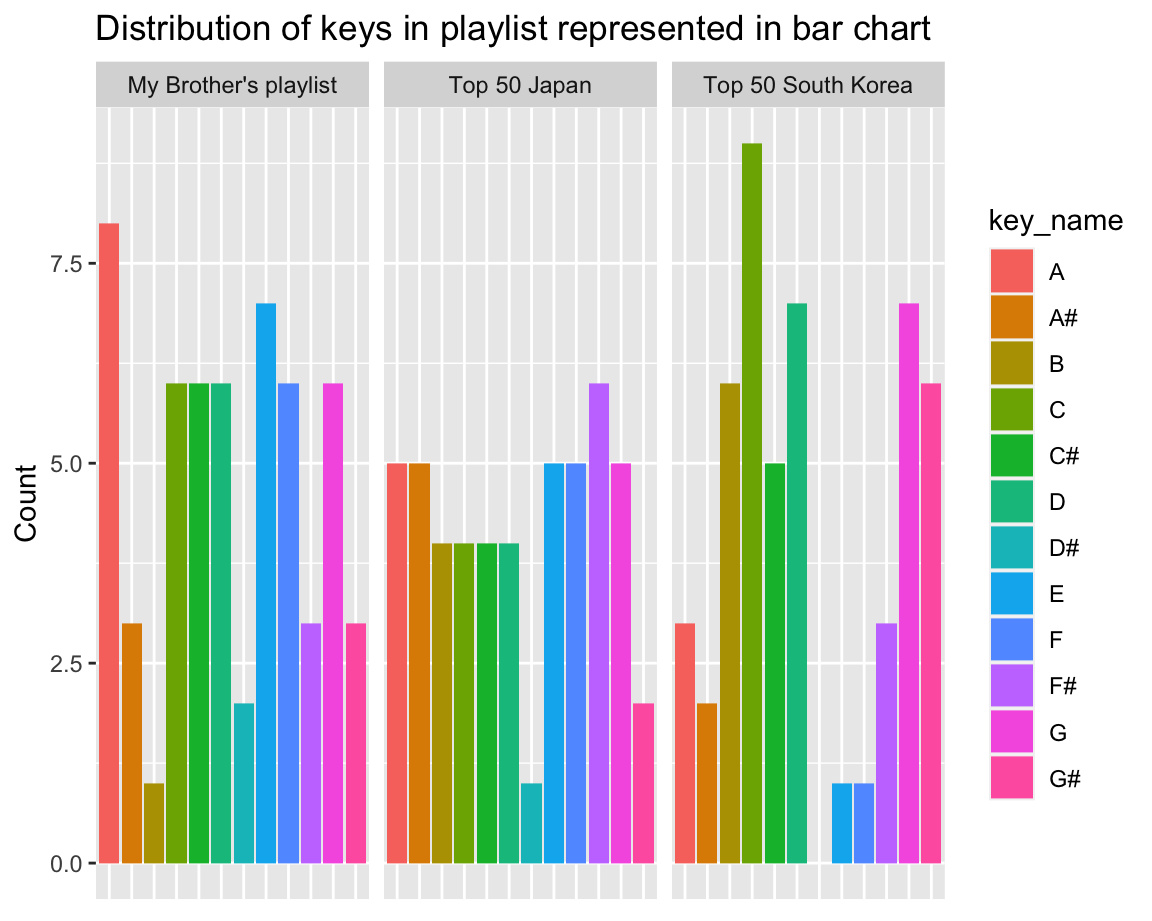 Distribution of keys in playlist represented in bar chart
My Brother's playlist
Top 50 Japan
Top 50 South Korea
Count
7.5
5.0
2.5
0.0
key_name
A
A#
B
C
C#
D
D#
E
F
F#
G
G#